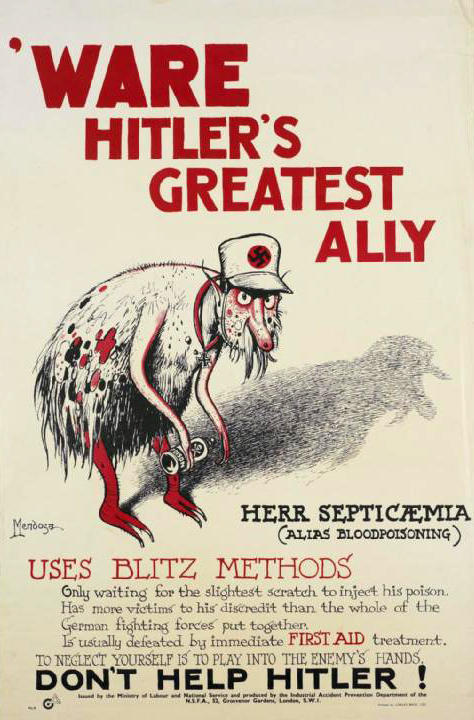 'WARE
HITLER'S
GREATEST
ALLY
Mendoza
HERR SEPTICÆMIA
(ALIAS BLOODPOISONING)
USES BLITZ METHODS
Only waiting for the slightest scratch to inject his poison.
Has more victims to his discredit than the whole of the
German fighting forces put together.
Is usually defeated by immediate FIRST AID treatment.
TO NEGLECT YOURSELF IS TO PLAY INTO THE ENEMY'S HANDS,
DON'T HELP HITLER !
Issued by the Ministry of Labour and National Service and produced by the Industrial Accident Prevention Department of the
N.S.F.A., 52, Grosvenor Gardens, London, S.W.1.